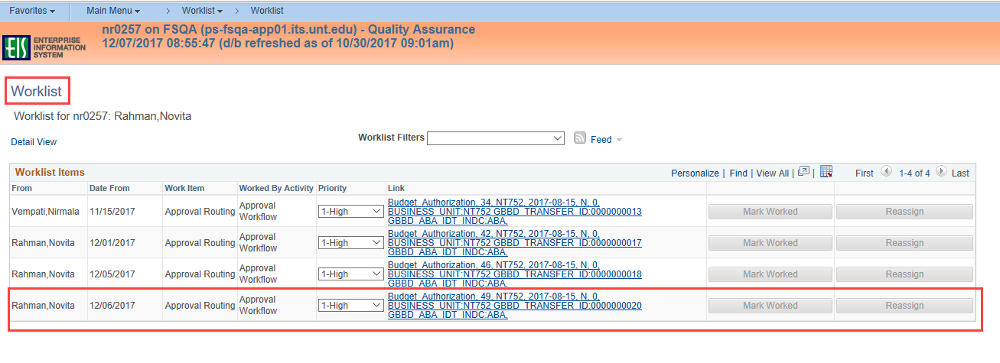 Favorites Main Menu > Worklist > Worklist
EIS ENTERPRISE INFORMATION SYSTEM
nr0257 on FSQA (ps-fsqa-app01.its.unt.edu) - Quality Assurance
12/07/2017 08:55:47 (d/b refreshed as of 10/30/2017 09:01am)
Worklist
Worklist for nr0257: Rahman,Novita
Detail View
Worklist Filters Feed
Worklist Items Personalize | Find | View All | | First 1-4 of 4 Last
From Date From Work Item Worked By Activity Priority Link
Vempati,Nirmala 11/15/2017 Approval Routing Approval Workflow 1-High
Budget_Authorization, 34, NT752, 2017-08-15, N, 0,
BUSINESS_UNIT:NT752 GBBD_TRANSFER_ID:0000000013
GBBD_ABA_IDT_INDC:ABA,
Mark Worked Reassign
Rahman,Novita 12/01/2017 Approval Routing Approval Workflow 1-High
Budget_Authorization, 42, NT752, 2017-08-15, N, 0,
BUSINESS_UNIT:NT752 GBBD_TRANSFER_ID:0000000017
GBBD_ABA_IDT_INDC:ABA,
Mark Worked Reassign
Rahman,Novita 12/05/2017 Approval Routing Approval Workflow 1-High
Budget_Authorization, 46, NT752, 2017-08-15, N, 0,
BUSINESS_UNIT:NT752 GBBD_TRANSFER_ID:0000000018
GBBD_ABA_IDT_INDC:ABA,
Mark Worked Reassign
Rahman,Novita 12/06/2017 Approval Routing Approval Workflow 1-High
Budget_Authorization, 49, NT752, 2017-08-15, N, 0,
BUSINESS_UNIT:NT752 GBBD_TRANSFER_ID:0000000020
GBBD_ABA_IDT_INDC:ABA,
Mark Worked Reassign